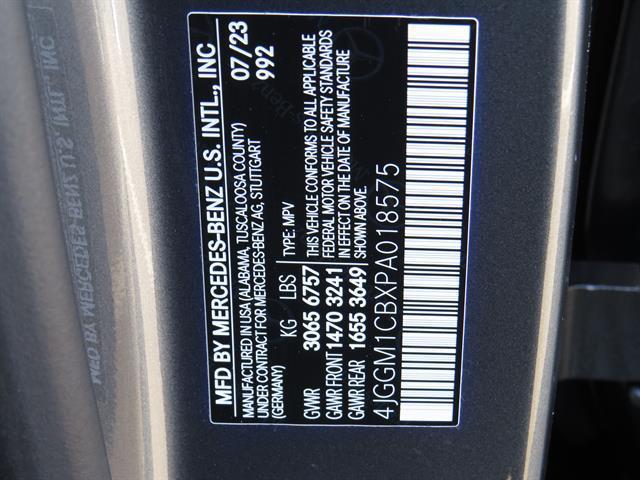 MFD BY MERCEDES-BENZ U.S. INTL., INC
MANUFACTURED IN USA (ALABAMA, TUSCALOOSA COUNTY)
UNDER CONTRACT FOR MERCEDES-BENZ AG, STUTTGART
(GERMANY)
07/23
992
KG LBS
GWR 3065 6757
GAWR FRONT 1470 3241
GAWR REAR 1655 3649
TYPE: MPV
THIS VEHICLE CONFORMS TO ALL APPLICABLE
FEDERAL MOTOR VEHICLE SAFETY STANDARDS
IN EFFECT ON THE DATE OF MANUFACTURE
SHOWN ABOVE.
4JGGM1CBXPA018575